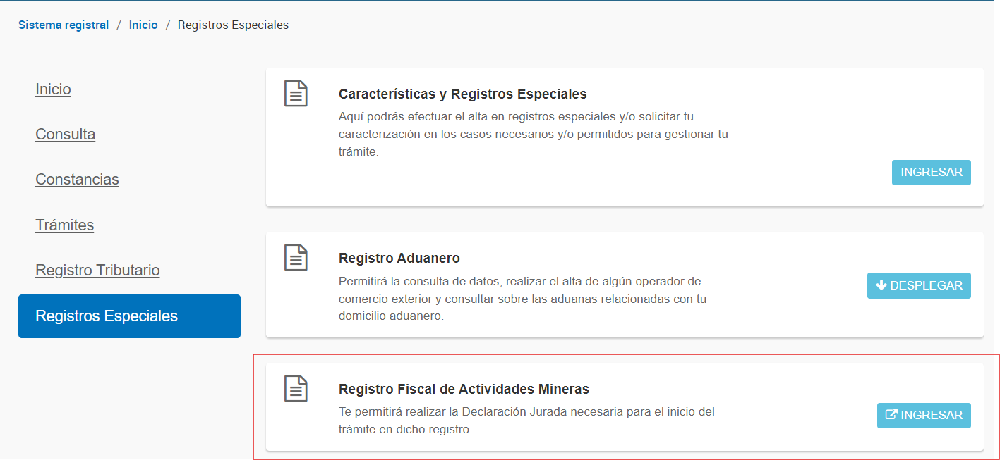 Sistema registral / Inicio / Registros Especiales
Inicio
Consulta
Constancias
Trámites
Registro Tributario
Registros Especiales
Características y Registros Especiales
Aquí podrás efectuar el alta en registros especiales y/o solicitar tu
caracterización en los casos necesarios y/o permitidos para gestionar tu
trámite.
INGRESAR
Registro Aduanero
Permitirá la consulta de datos, realizar el alta de algún operador de
comercio exterior y consultar sobre las aduanas relacionadas con tu
domicilio aduanero.
DESPLEGAR
Registro Fiscal de Actividades Mineras
Te permitirá realizar la Declaración Jurada necesaria para el inicio del
trámite en dicho registro.
INGRESAR